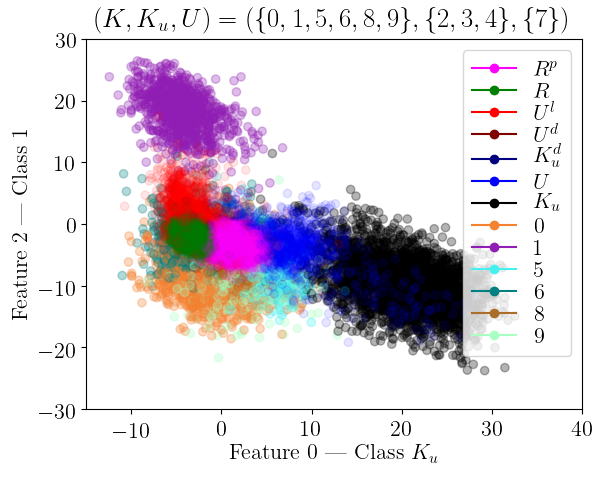 (K, K_u, U) = ({0, 1, 5, 6, 8, 9}, {2, 3, 4}, {7})
30
20
10
0
−10
−20
−30
Feature 2 — Class 1
R^p
R
U^l
U^d
K_u^d
U
K_u
0
1
5
6
8
9
−10
0
10
20
30
40
Feature 0 — Class K_u